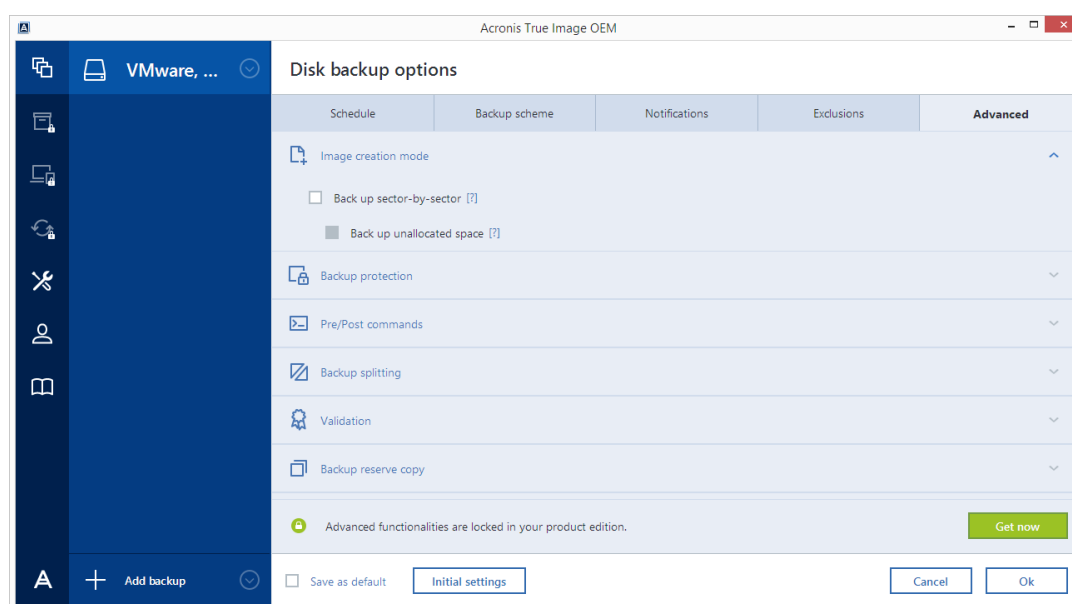 Acronis True Image OEM
VMware, ...
Disk backup options
Schedule
Backup scheme
Notifications
Exclusions
Advanced
Image creation mode
Back up sector-by-sector [?]
Back up unallocated space [?]
Backup protection
Pre/Post commands
Backup splitting
Validation
Backup reserve copy
Advanced functionalities are locked in your product edition.
Get now
Add backup
Save as default
Initial settings
Cancel
Ok